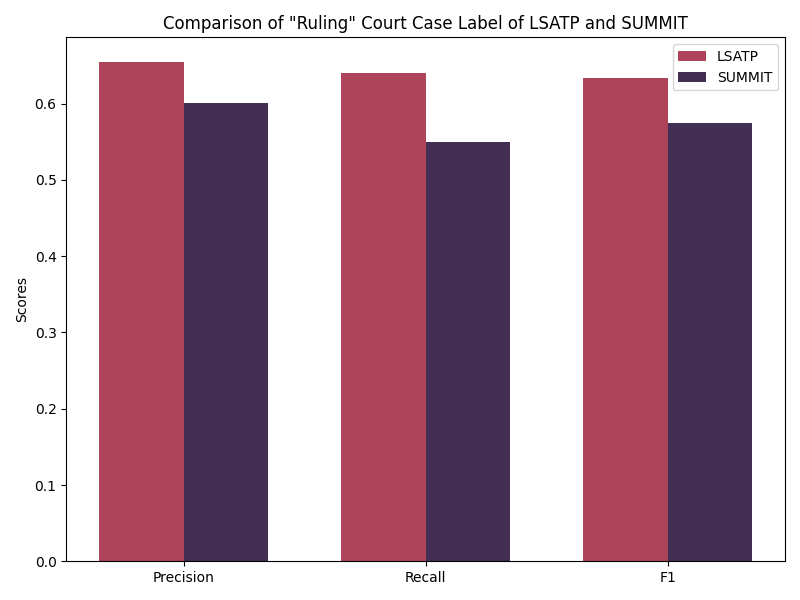 Comparison of "Ruling" Court Case Label of LSATP and SUMMIT
LSATP
SUMMIT
Scores
0.6
0.5
0.4
0.3
0.2
0.1
0.0
Precision
Recall
F1